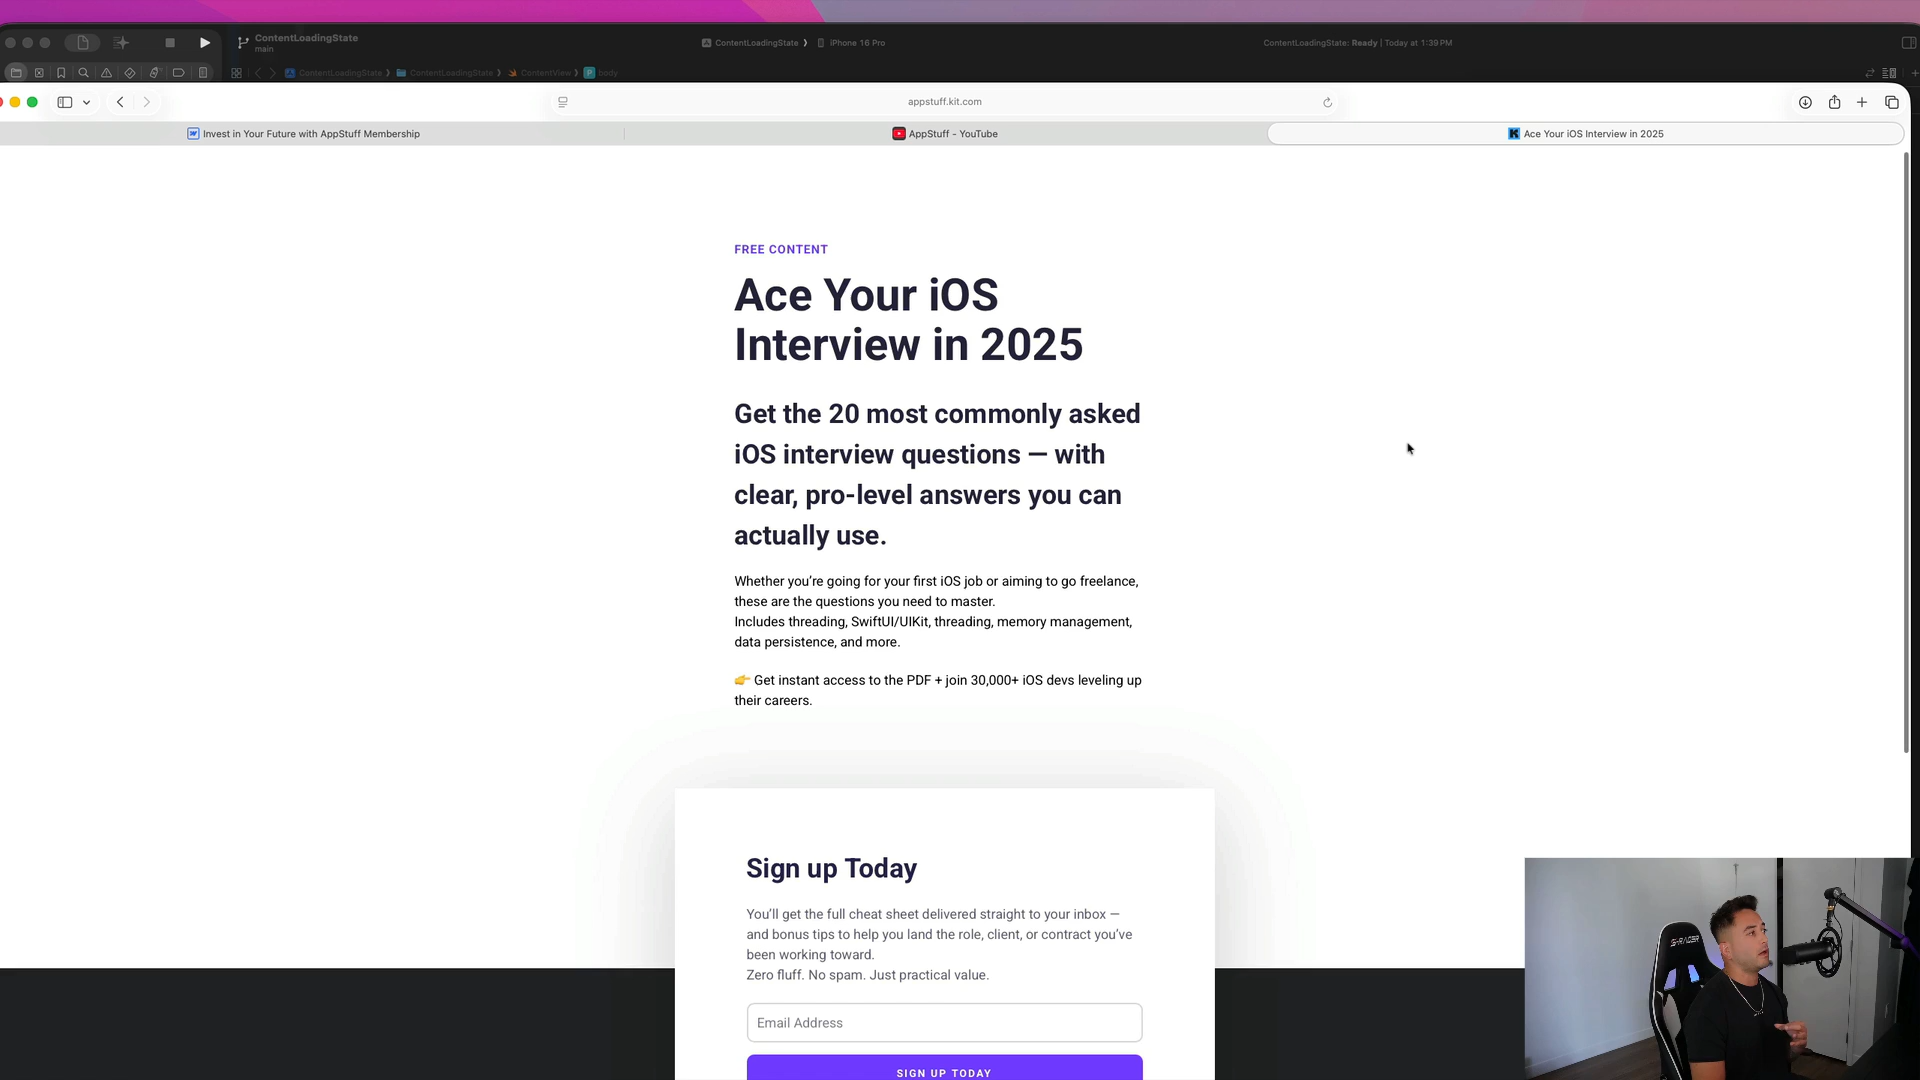 ContentLoadingState
main
ContentLoadingState
iPhone 16 Pro
ContentLoadingState: Ready | Today at 1:39 PM
ContentLoadingState
ContentLoadingState
ContentView
body
appstuff.kit.com
Invest in Your Future with AppStuff Membership
AppStuff - YouTube
Ace Your iOS Interview in 2025
FREE CONTENT
Ace Your iOS
Interview in 2025
Get the 20 most commonly asked
iOS interview questions — with
clear, pro-level answers you can
actually use.
Whether you’re going for your first iOS job or aiming to go freelance,
these are the questions you need to master.
Includes threading, SwiftUI/UIKit, threading, memory management,
data persistence, and more.
👉 Get instant access to the PDF + join 30,000+ iOS devs leveling up
their careers.
Sign up Today
You’ll get the full cheat sheet delivered straight to your inbox —
and bonus tips to help you land the role, client, or contract you’ve
been working toward.
Zero fluff. No spam. Just practical value.
Email Address
SIGN UP TODAY
S-RACER